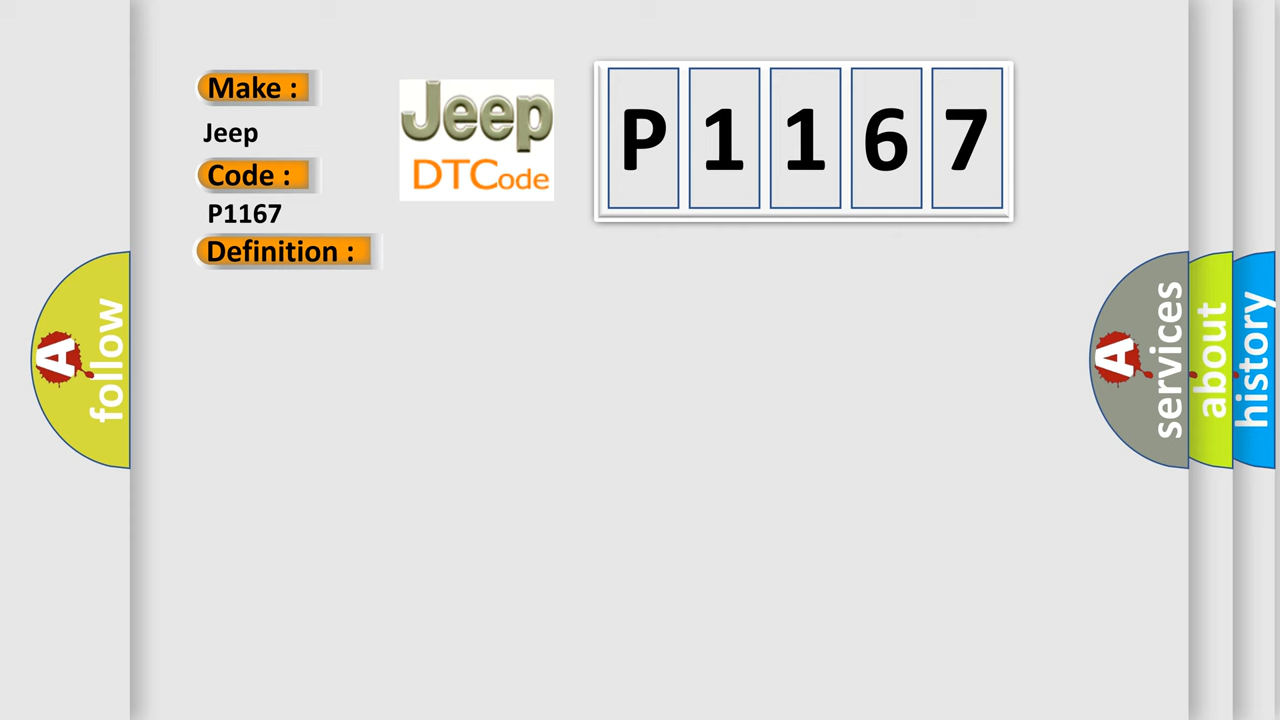 Make :
Jeep
Code :
P1167
Definition :
Jeep
DTCode
P 1 1 6 7
A follow
A services
about
history